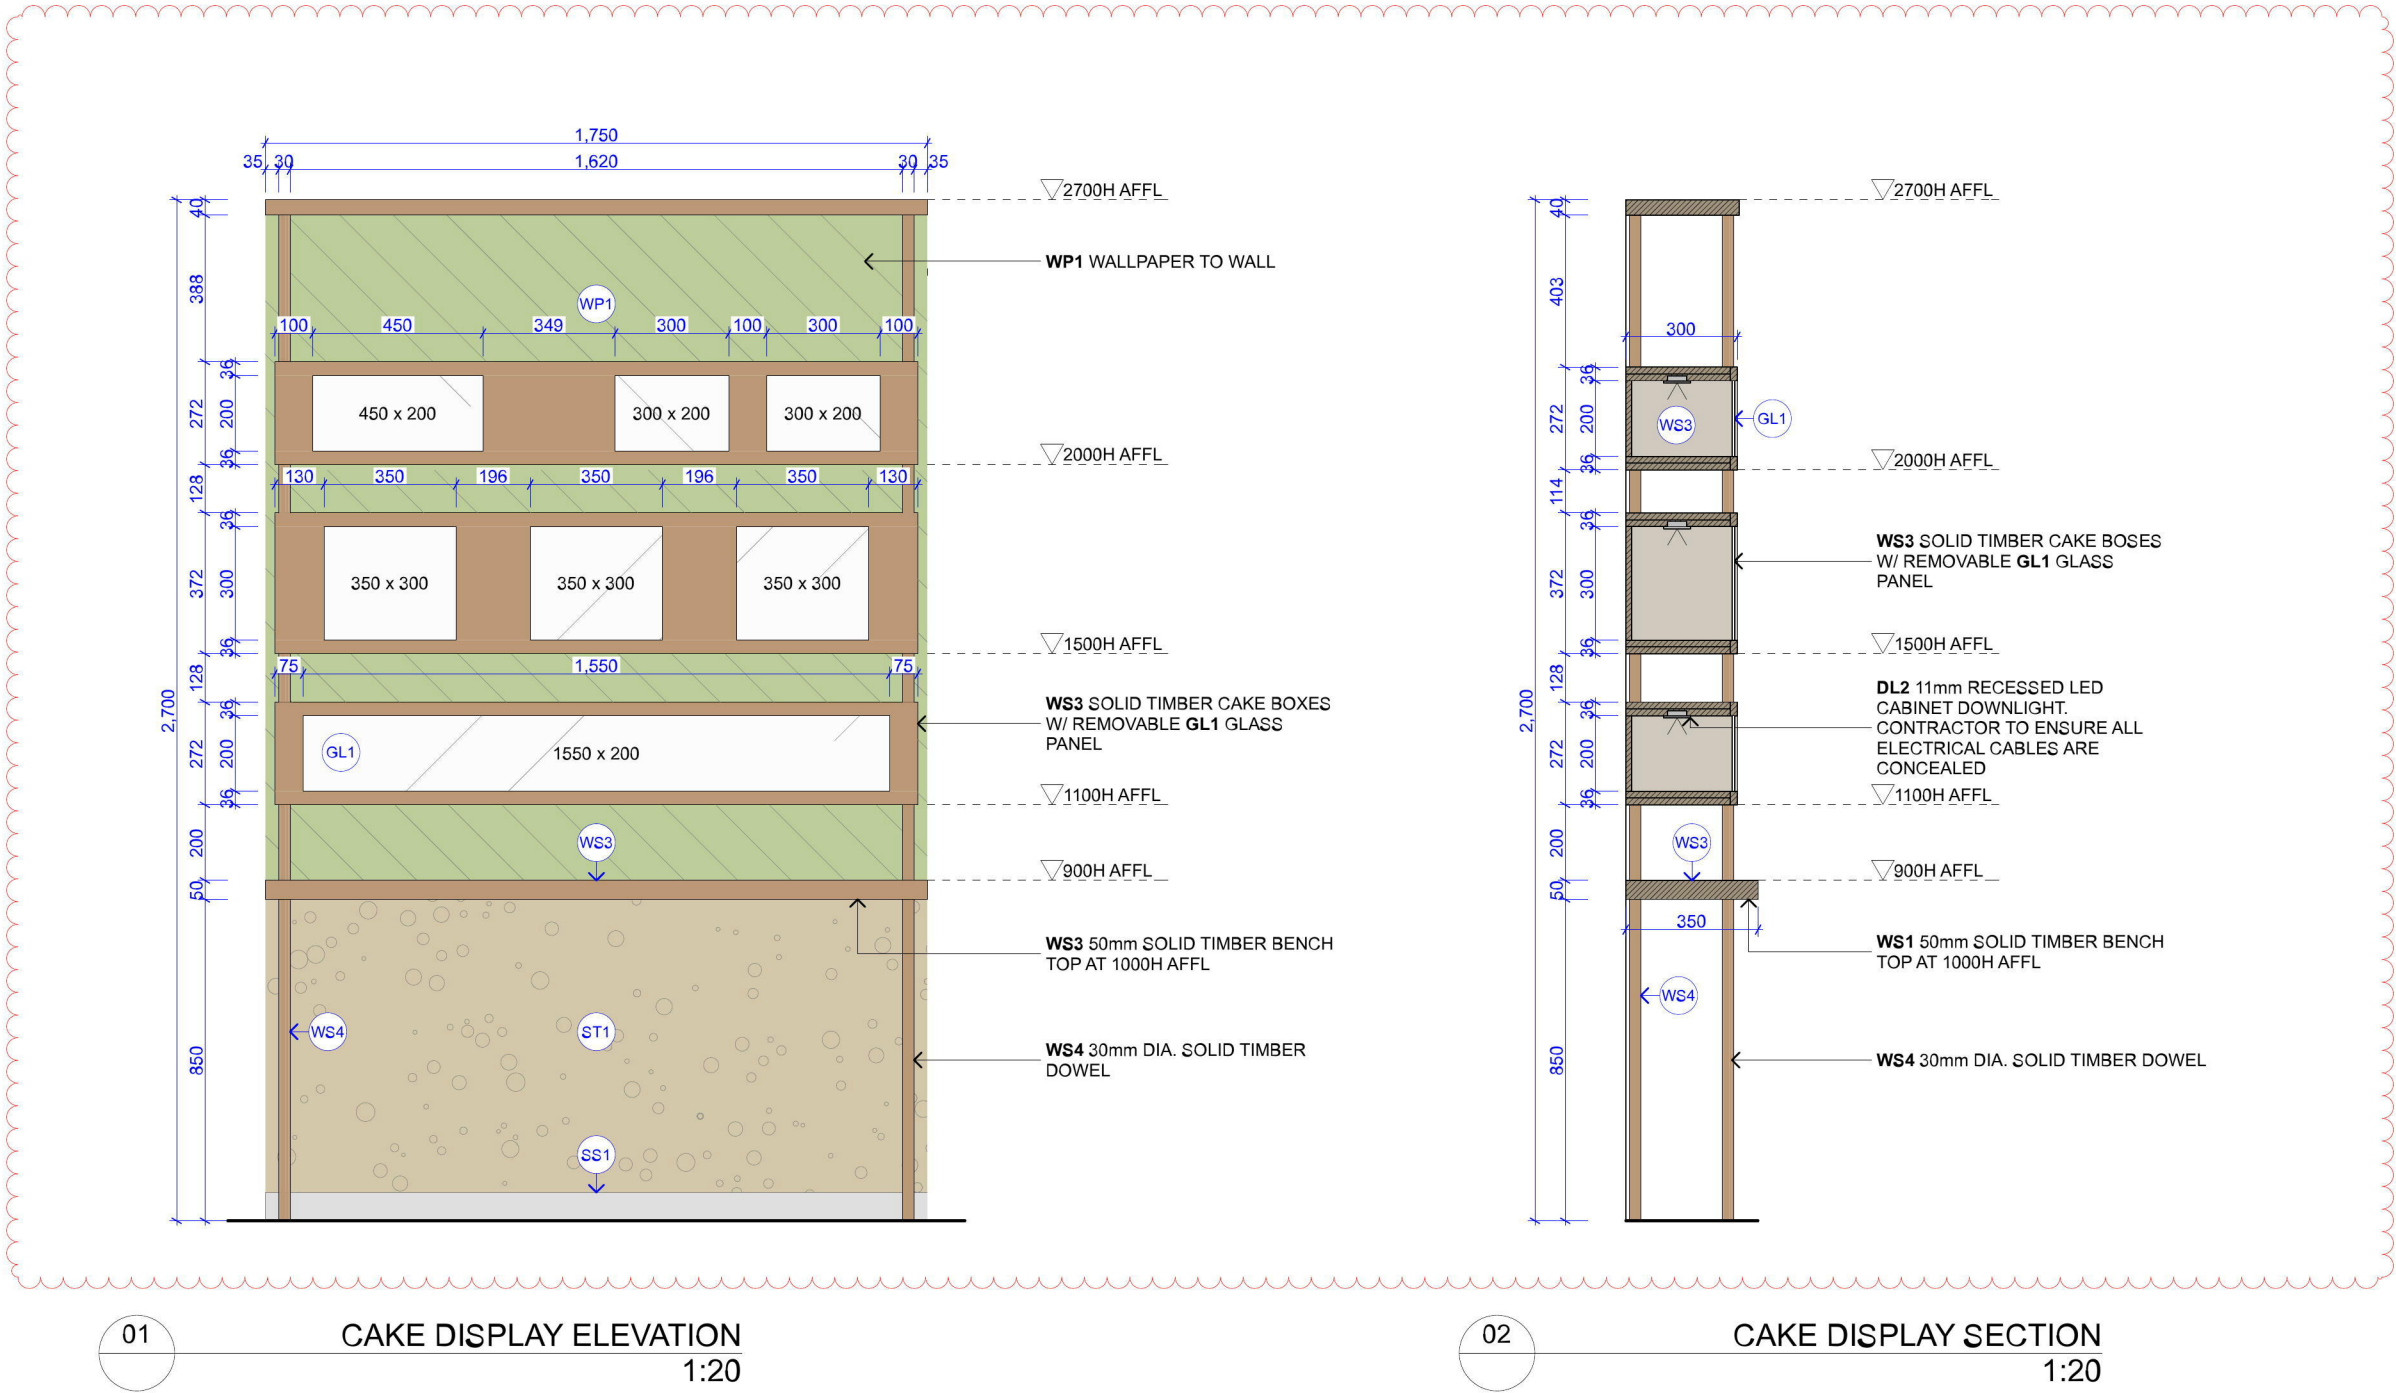 1,750
35 30 1,620 30 35
2700H AFFL
40
WP1 WALLPAPER TO WALL
388
WP1
100 450 349 300 100 300 100
36
272 200
450 x 200 300 x 200 300 x 200
36
2000H AFFL
128
130 350 196 350 196 350 130
36
372 300
350 x 300 350 x 300 350 x 300
36
1500H AFFL
128
75 1,550 75
2,700
WS3 SOLID TIMBER CAKE BOXES
W/ REMOVABLE GL1 GLASS
PANEL
36
272 200
GL1 1550 x 200
36
1100H AFFL
200
WS3
900H AFFL
50
WS3 50mm SOLID TIMBER BENCH
TOP AT 1000H AFFL
850
WS4 ST1
WS4 30mm DIA. SOLID TIMBER
DOWEL
SS1
01 CAKE DISPLAY ELEVATION
1:20
2700H AFFL
40
403
300
36
272 200
WS3 GL1
36
2000H AFFL
114
36
WS3 SOLID TIMBER CAKE BOSES
W/ REMOVABLE GL1 GLASS
PANEL
372 300
36
1500H AFFL
128
2,700
DL2 11mm RECESSED LED
CABINET DOWNLIGHT.
CONTRACTOR TO ENSURE ALL
ELECTRICAL CABLES ARE
CONCEALED
36
272 200
36
1100H AFFL
200
WS3
900H AFFL
50
350
WS1 50mm SOLID TIMBER BENCH
TOP AT 1000H AFFL
WS4
850
WS4 30mm DIA. SOLID TIMBER DOWEL
02 CAKE DISPLAY SECTION
1:20